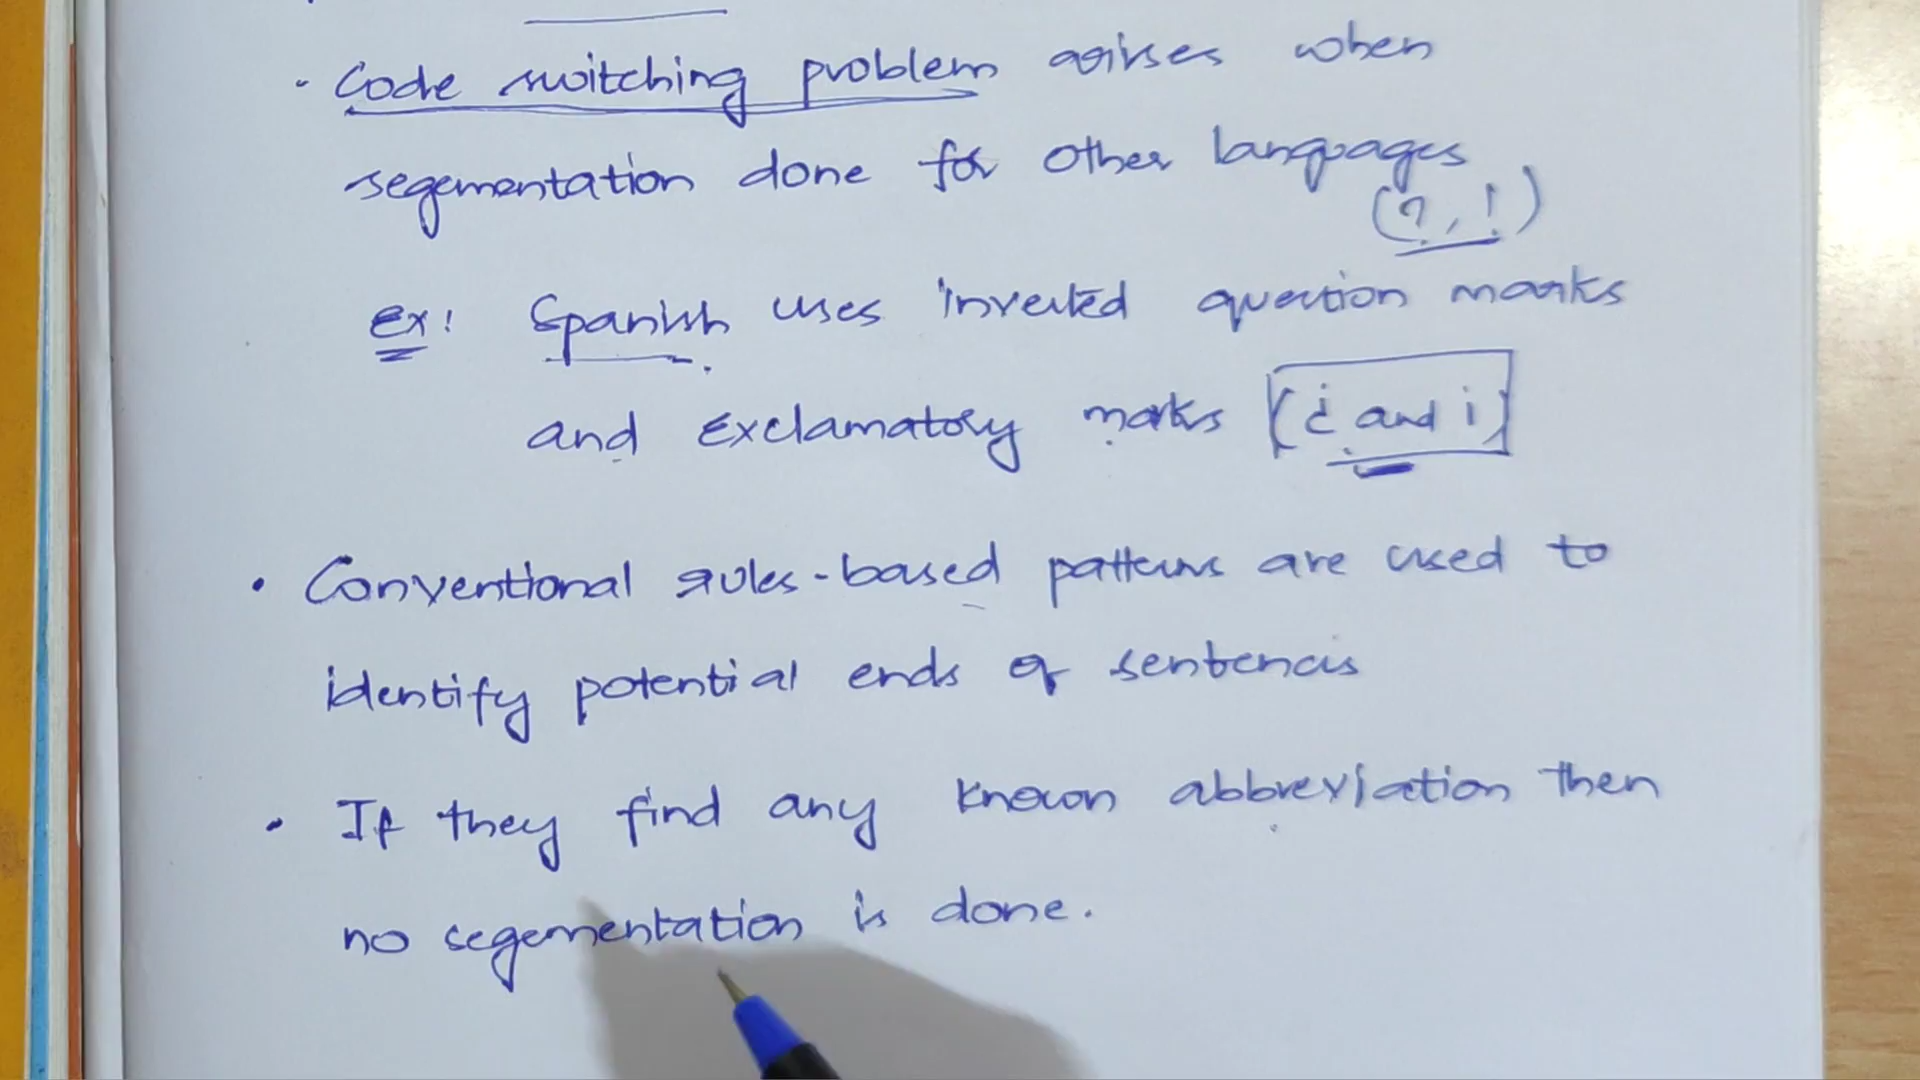 · Code switching problem arises when
segementation done for other languages
(?, !)
ex: Spanish uses inverted question marks
and exclamatory marks (¿ and ¡)
· Conventional rules-based patterns are used to
identify potential ends of sentences
· If they find any known abbreviation then
no segementation is done.